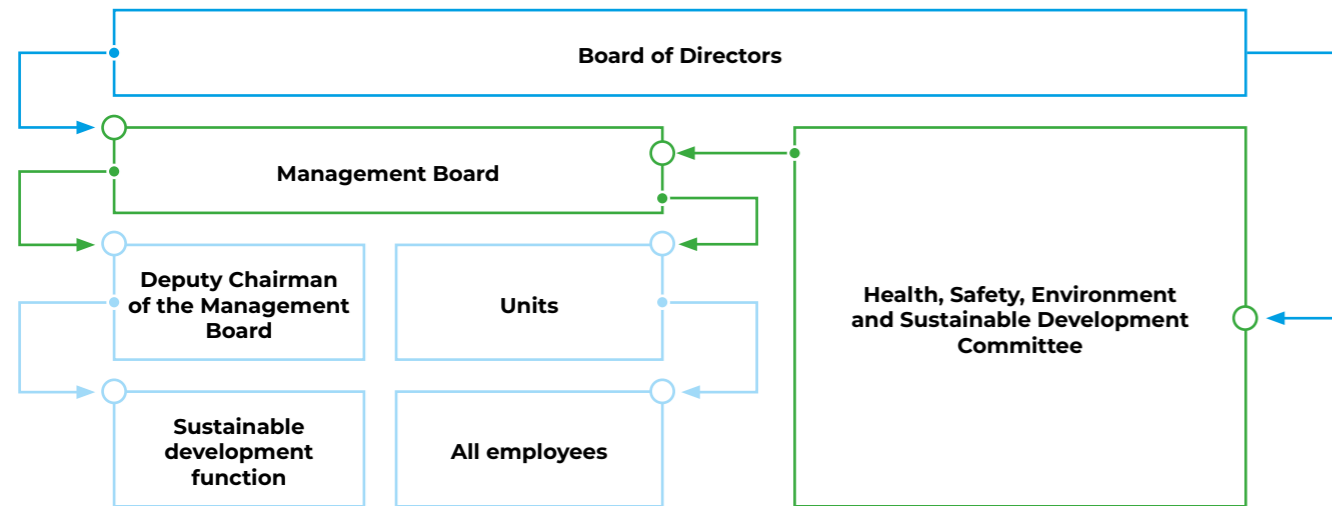 Board of Directors
Management Board
Deputy Chairman
of the Management
Board
Units
Health, Safety, Environment
and Sustainable Development
Committee
Sustainable
development
function
All employees